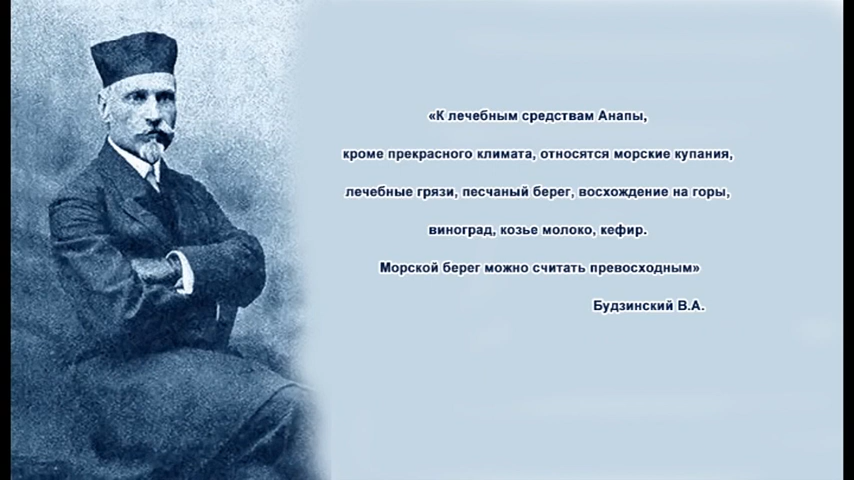 «К лечебным средствам Анапы,
кроме прекрасного климата, относятся морские купания,
лечебные грязи, песчаный берег, восхождение на горы,
виноград, козье молоко, кефир.
Морской берег можно считать превосходным»
Будзинский В.А.